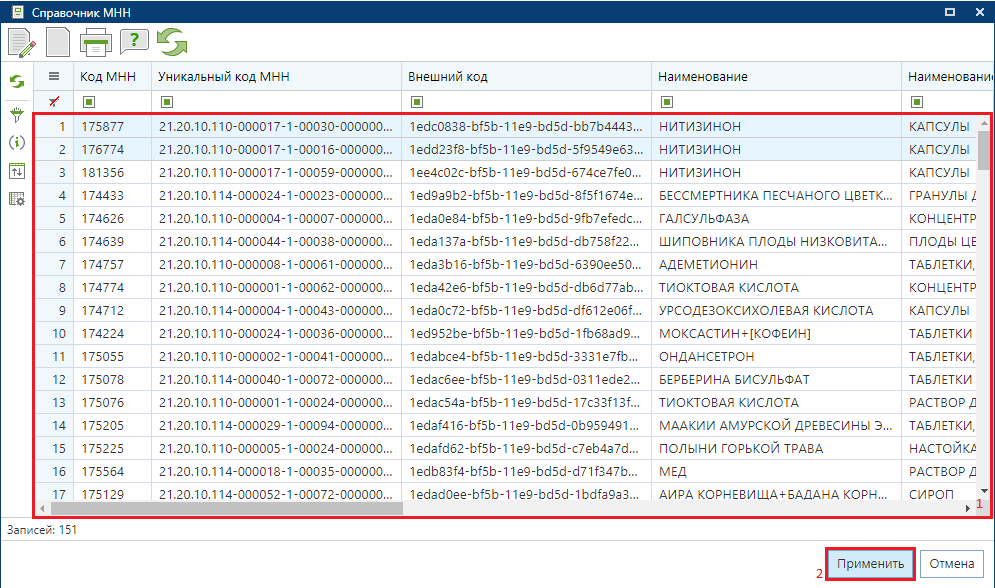 Справочник МНН
Код МНН Уникальный код МНН Внешний код Наименование Наименовани
1 175877 21.20.10.110-000017-1-00030-000000... 1edc0838-bf5b-11e9-bd5d-bb7b4443... НИТИЗИНОН КАПСУЛЫ
2 176774 21.20.10.110-000017-1-00016-000000... 1edd23f8-bf5b-11e9-bd5d-5f9549e63... НИТИЗИНОН КАПСУЛЫ
3 181356 21.20.10.110-000017-1-00059-000000... 1ee4c02c-bf5b-11e9-bd5d-674ce7fe0... НИТИЗИНОН КАПСУЛЫ
4 174433 21.20.10.114-000024-1-00023-000000... 1ed9a9b2-bf5b-11e9-bd5d-8f5f1674e... БЕССМЕРТНИКА ПЕСЧАНОГО ЦВЕТК... ГРАНУЛЫ Д
5 174626 21.20.10.110-000004-1-00007-000000... 1eda0e84-bf5b-11e9-bd5d-9fb7efedc... ГАЛСУЛЬФАЗА КОНЦЕНТР
6 174639 21.20.10.114-000044-1-00038-000000... 1eda137a-bf5b-11e9-bd5d-db758f22... ШИПОВНИКА ПЛОДЫ НИЗКОВИТА... ПЛОДЫ ЦЕ
7 174757 21.20.10.110-000008-1-00061-000000... 1eda3b16-bf5b-11e9-bd5d-6390ee50... АДЕМЕТИОНИН ТАБЛЕТКИ,
8 174774 21.20.10.110-000001-1-00062-000000... 1eda42e6-bf5b-11e9-bd5d-db6d77ab... ТИОКТОВАЯ КИСЛОТА КОНЦЕНТР
9 174712 21.20.10.114-000004-1-00043-000000... 1eda0c72-bf5b-11e9-bd5d-df612e06f... УРСОДЕЗОКСИХОЛЕВАЯ КИСЛОТА КАПСУЛЫ
10 174224 21.20.10.110-000024-1-00036-000000... 1ed952be-bf5b-11e9-bd5d-1fb68ad9... МОКСАСТИН+[КОФЕИН] ТАБЛЕТКИ
11 175055 21.20.10.110-000002-1-00041-000000... 1edabce4-bf5b-11e9-bd5d-3331e7fb... ОНДАНСЕТРОН ТАБЛЕТКИ,
12 175078 21.20.10.114-000040-1-00072-000000... 1edac6ee-bf5b-11e9-bd5d-0311ede2... БЕРБЕРИНА БИСУЛЬФАТ ТАБЛЕТКИ
13 175076 21.20.10.110-000001-1-00024-000000... 1edac54a-bf5b-11e9-bd5d-17c33f13f... ТИОКТОВАЯ КИСЛОТА РАСТВОР Д
14 175205 21.20.10.114-000029-1-00094-000000... 1edaf416-bf5b-11e9-bd5d-0b959491... МААКИИ АМУРСКОЙ ДРЕВЕСИНЫ Э... ТАБЛЕТКИ,
15 175225 21.20.10.110-000005-1-00024-000000... 1edafd62-bf5b-11e9-bd5d-c7eb4a7d... ПОЛЫНИ ГОРЬКОЙ ТРАВА НАСТОЙКА
16 175564 21.20.10.114-000018-1-00035-000000... 1edb83f4-bf5b-11e9-bd5d-d71f347b... МЕД РАСТВОР Д
17 175129 21.20.10.114-000052-1-00072-000000... 1edad0ee-bf5b-11e9-bd5d-1bdfa9a3... АИРА КОРНЕВИЩА+БАДАНА КОРН... СИРОП
1
Записей: 151
2 Применить Отмена